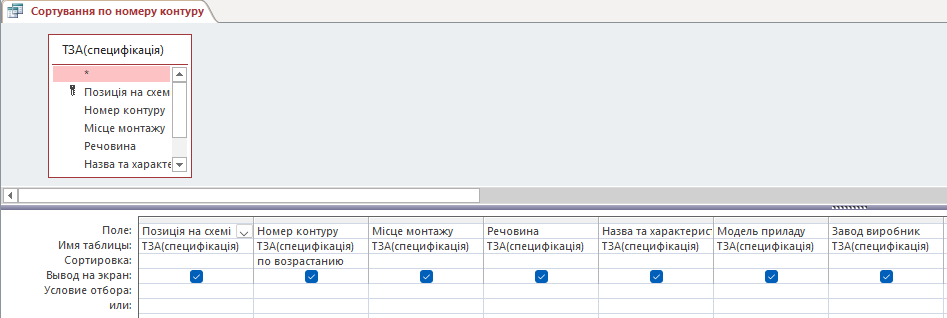 Сортування по номеру контуру
ТЗА(специфікація)
*
Позиція на схем
Номер контуру
Місце монтажу
Речовина
Назва та характе
Поле: Позиція на схемі Номер контуру Місце монтажу Речовина Назва та характерист Модель приладу Завод виробник
Имя таблицы: ТЗА(специфікація) ТЗА(специфікація) ТЗА(специфікація) ТЗА(специфікація) ТЗА(специфікація) ТЗА(специфікація) ТЗА(специфікація)
Сортировка: по возрастанию
Вывод на экран:
Условие отбора:
или: